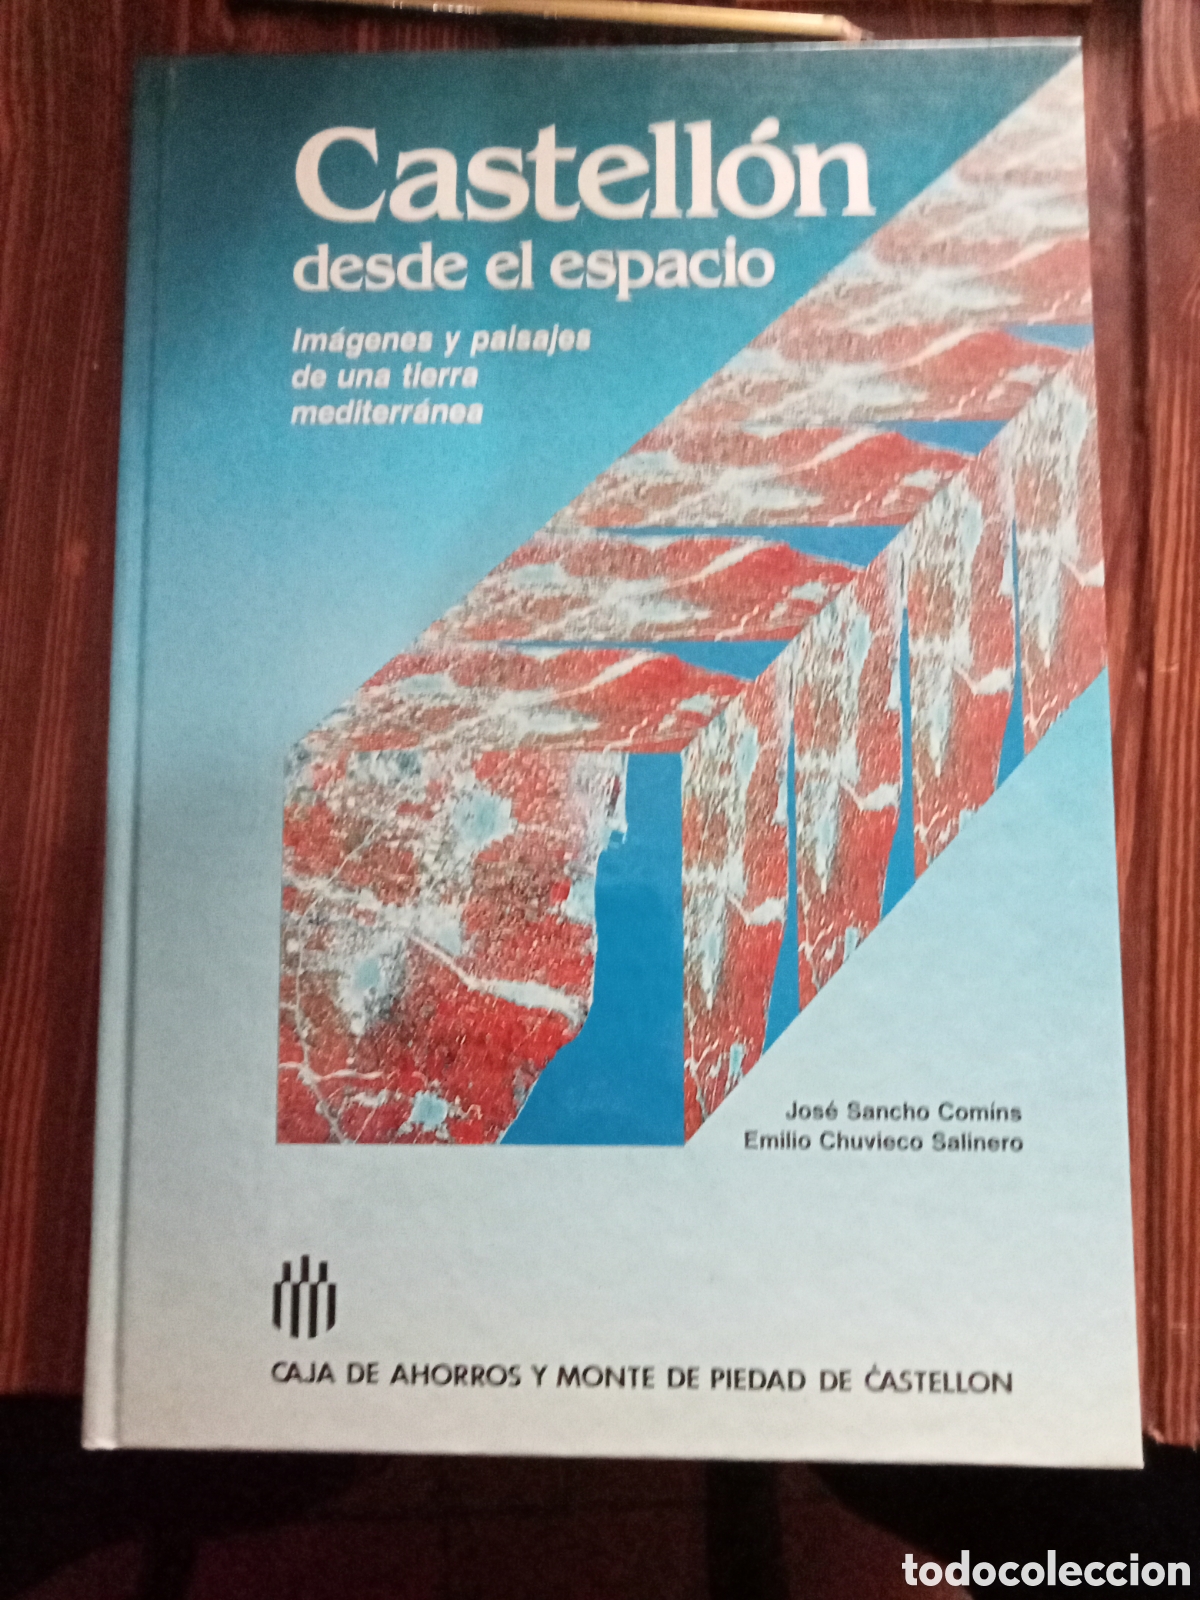 Castellón
desde el espacio
Imágenes y paisajes
de una tierra
mediterránea
José Sancho Comíns
Emilio Chuvieco Salinero
CAJA DE AHORROS Y MONTE DE PIEDAD DE CASTELLON
todocoleccion